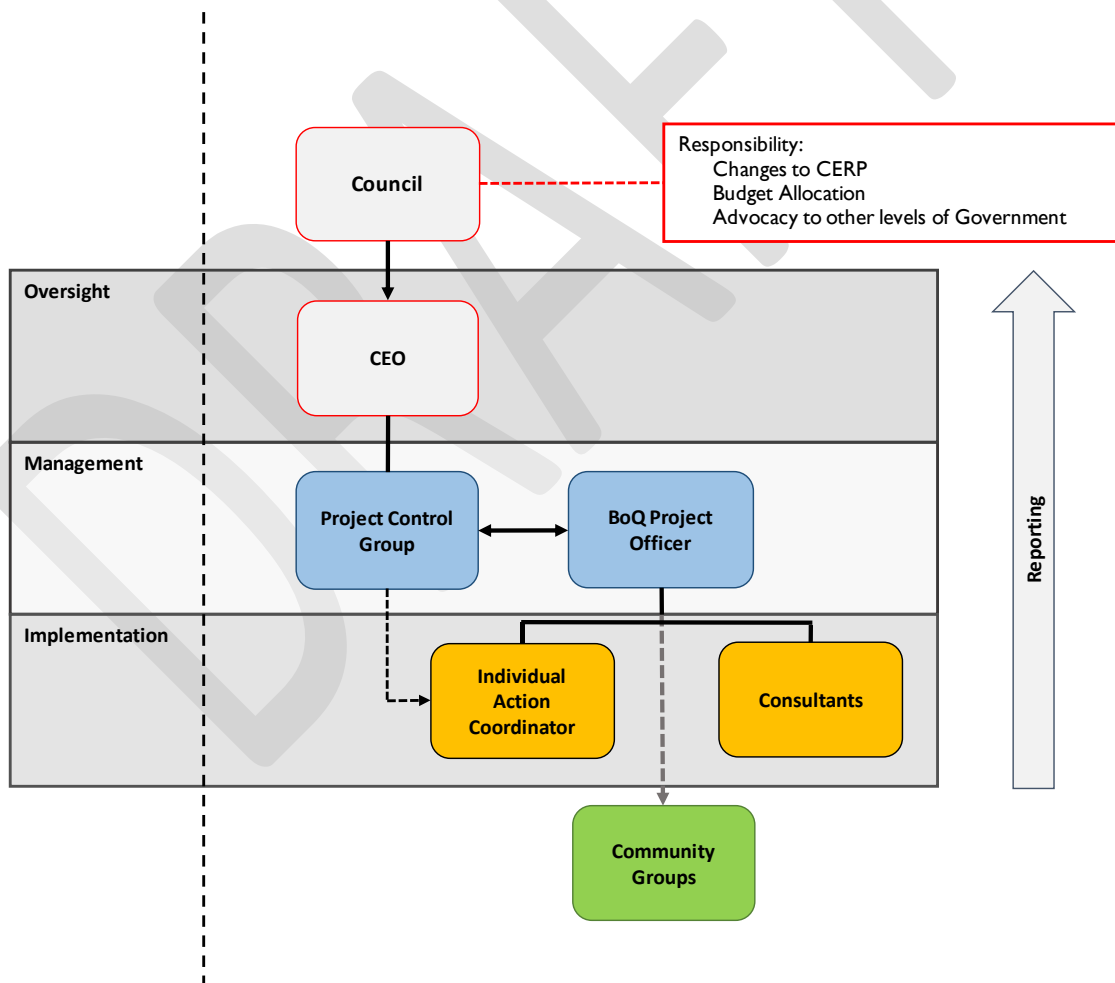 Council
Responsibility:
Changes to CERP
Budget Allocation
Advocacy to other levels of Government
Oversight
CEO
Management
Project Control
Group
BoQ Project
Officer
Reporting
Implementation
Individual
Action
Coordinator
Consultants
Community
Groups
DRAFT